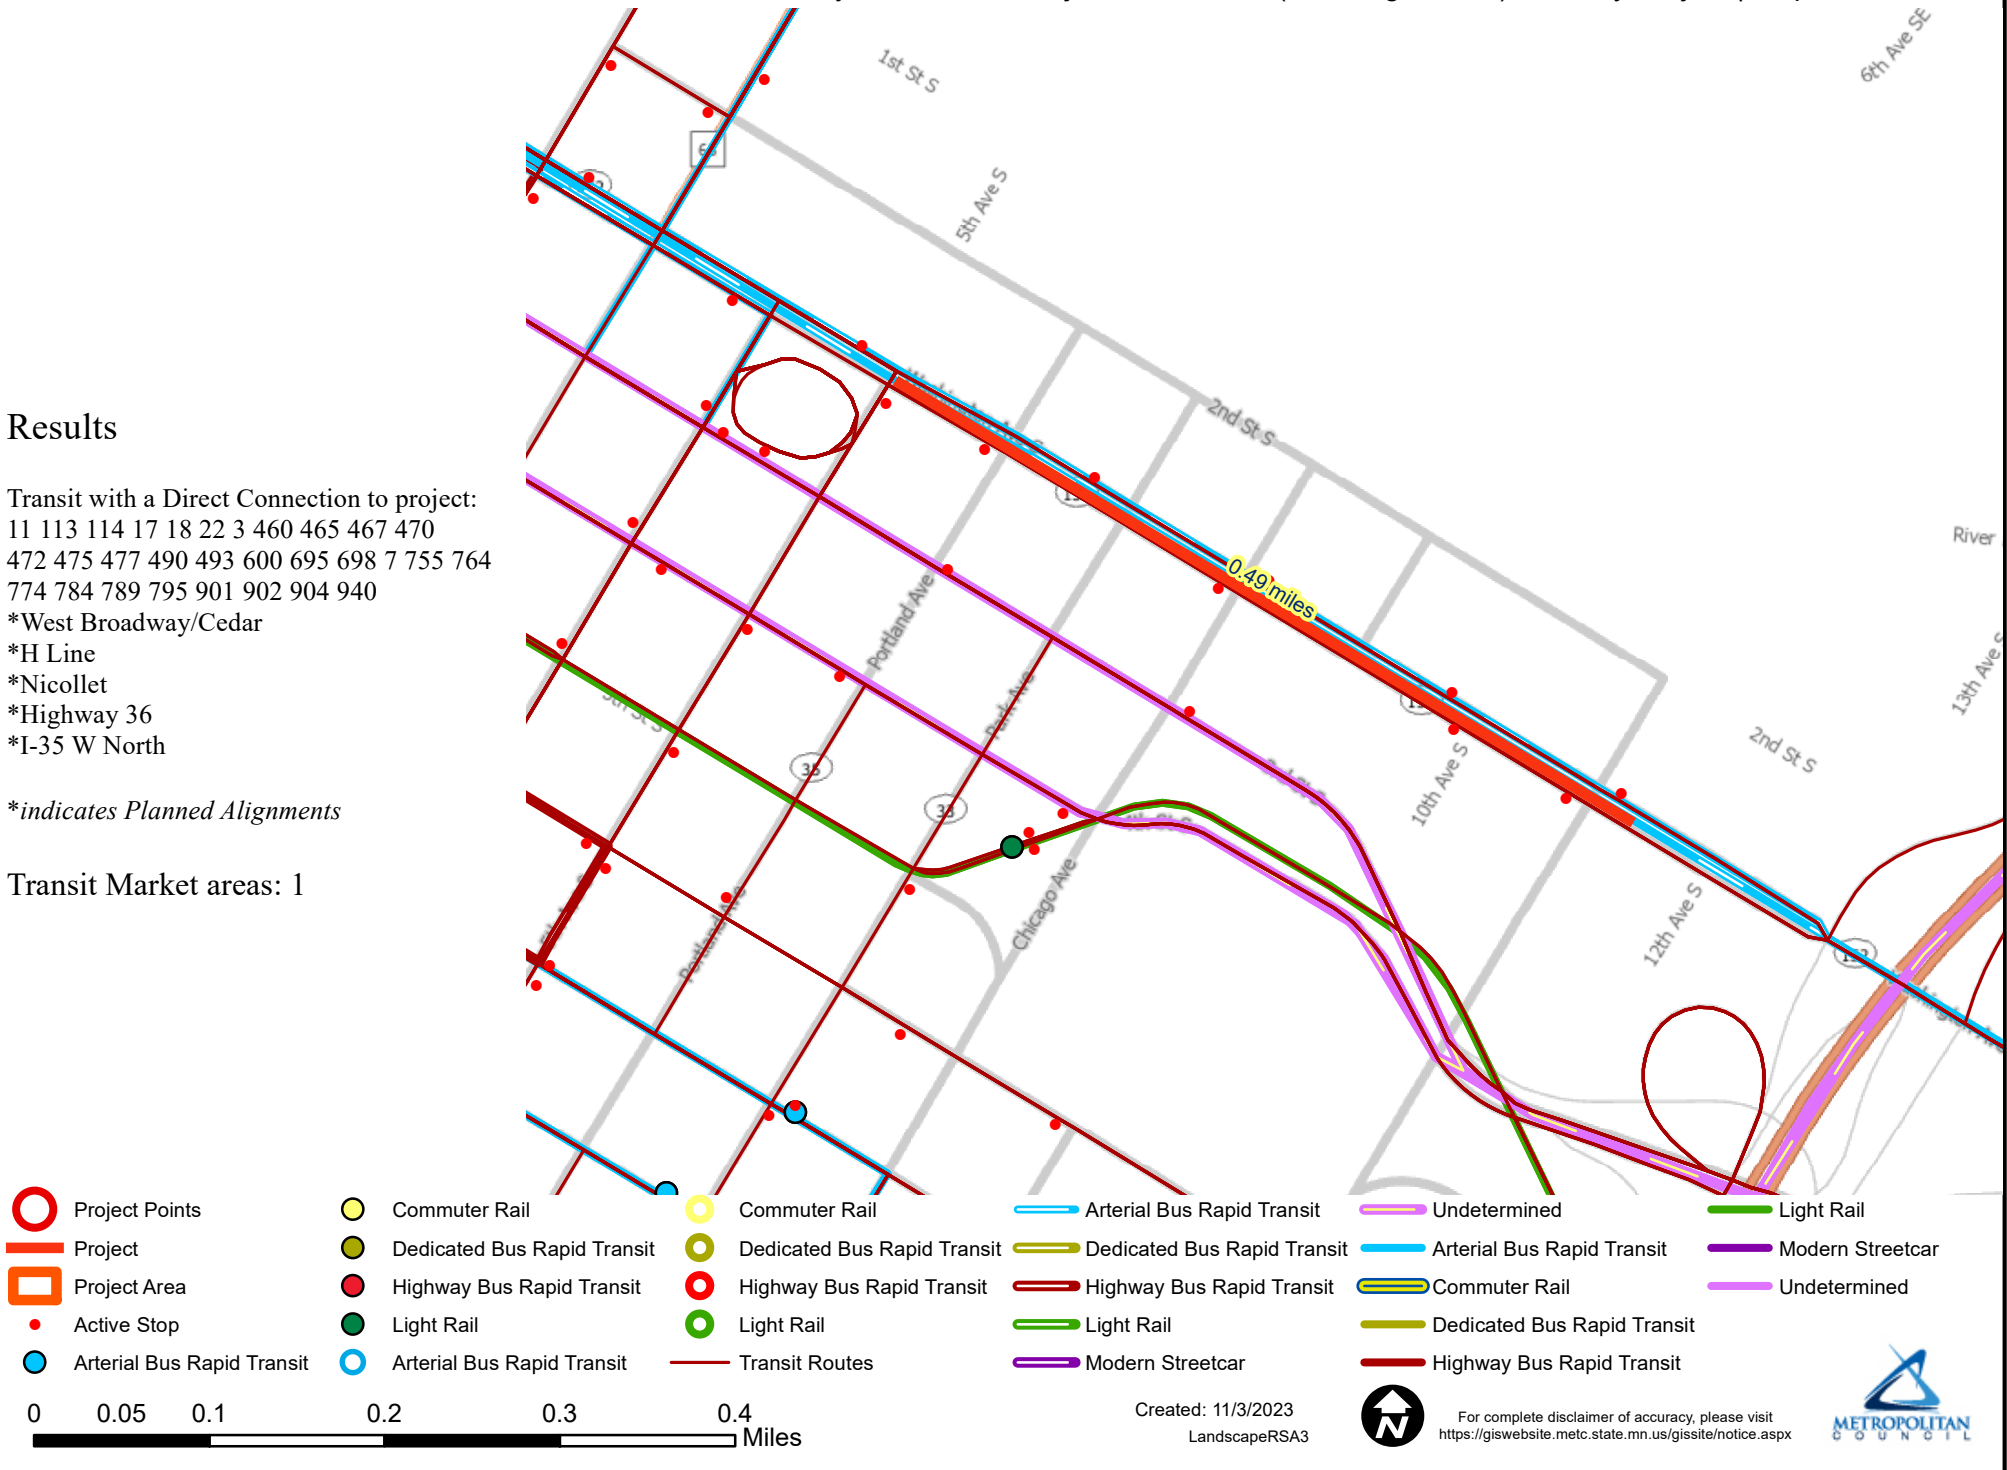 1st St S
6th Ave SE
5th Ave S
2nd St S
0.49 miles
River
Portland Ave
Park Ave
13th Ave S
2nd St S
10th Ave S
35
33
Chicago Ave
12th Ave S
Portland Ave
Results
Transit with a Direct Connection to project:
11 113 114 17 18 22 3 460 465 467 470
472 475 477 490 493 600 695 698 7 755 764
774 784 789 795 901 902 904 940
*West Broadway/Cedar
*H Line
*Nicollet
*Highway 36
*I-35 W North
*indicates Planned Alignments
Transit Market areas: 1
Project Points
Project
Project Area
Active Stop
Arterial Bus Rapid Transit
Commuter Rail
Dedicated Bus Rapid Transit
Highway Bus Rapid Transit
Light Rail
Arterial Bus Rapid Transit
Commuter Rail
Dedicated Bus Rapid Transit
Highway Bus Rapid Transit
Light Rail
Transit Routes
Arterial Bus Rapid Transit
Dedicated Bus Rapid Transit
Highway Bus Rapid Transit
Light Rail
Modern Streetcar
Undetermined
Arterial Bus Rapid Transit
Commuter Rail
Dedicated Bus Rapid Transit
Highway Bus Rapid Transit
Light Rail
Modern Streetcar
Undetermined
0 0.05 0.1 0.2 0.3 0.4
Miles
Created: 11/3/2023
LandscapeRSA3
N
For complete disclaimer of accuracy, please visit
https://giswebsite.metc.state.mn.us/gissite/notice.aspx
METROPOLITAN
COUNCIL